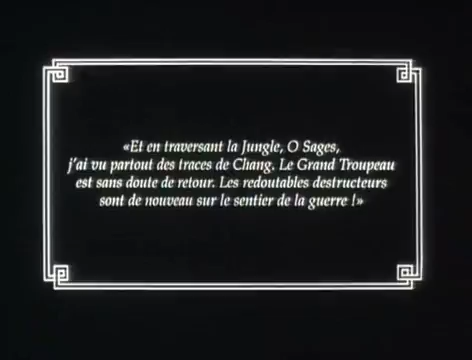 «Et en traversant la Jungle, O Sages,
j'ai vu partout des traces de Chang. Le Grand Troupeau
est sans doute de retour. Les redoutables destructeurs
sont de nouveau sur le sentier de la guerre !»